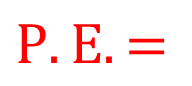 P. E. =